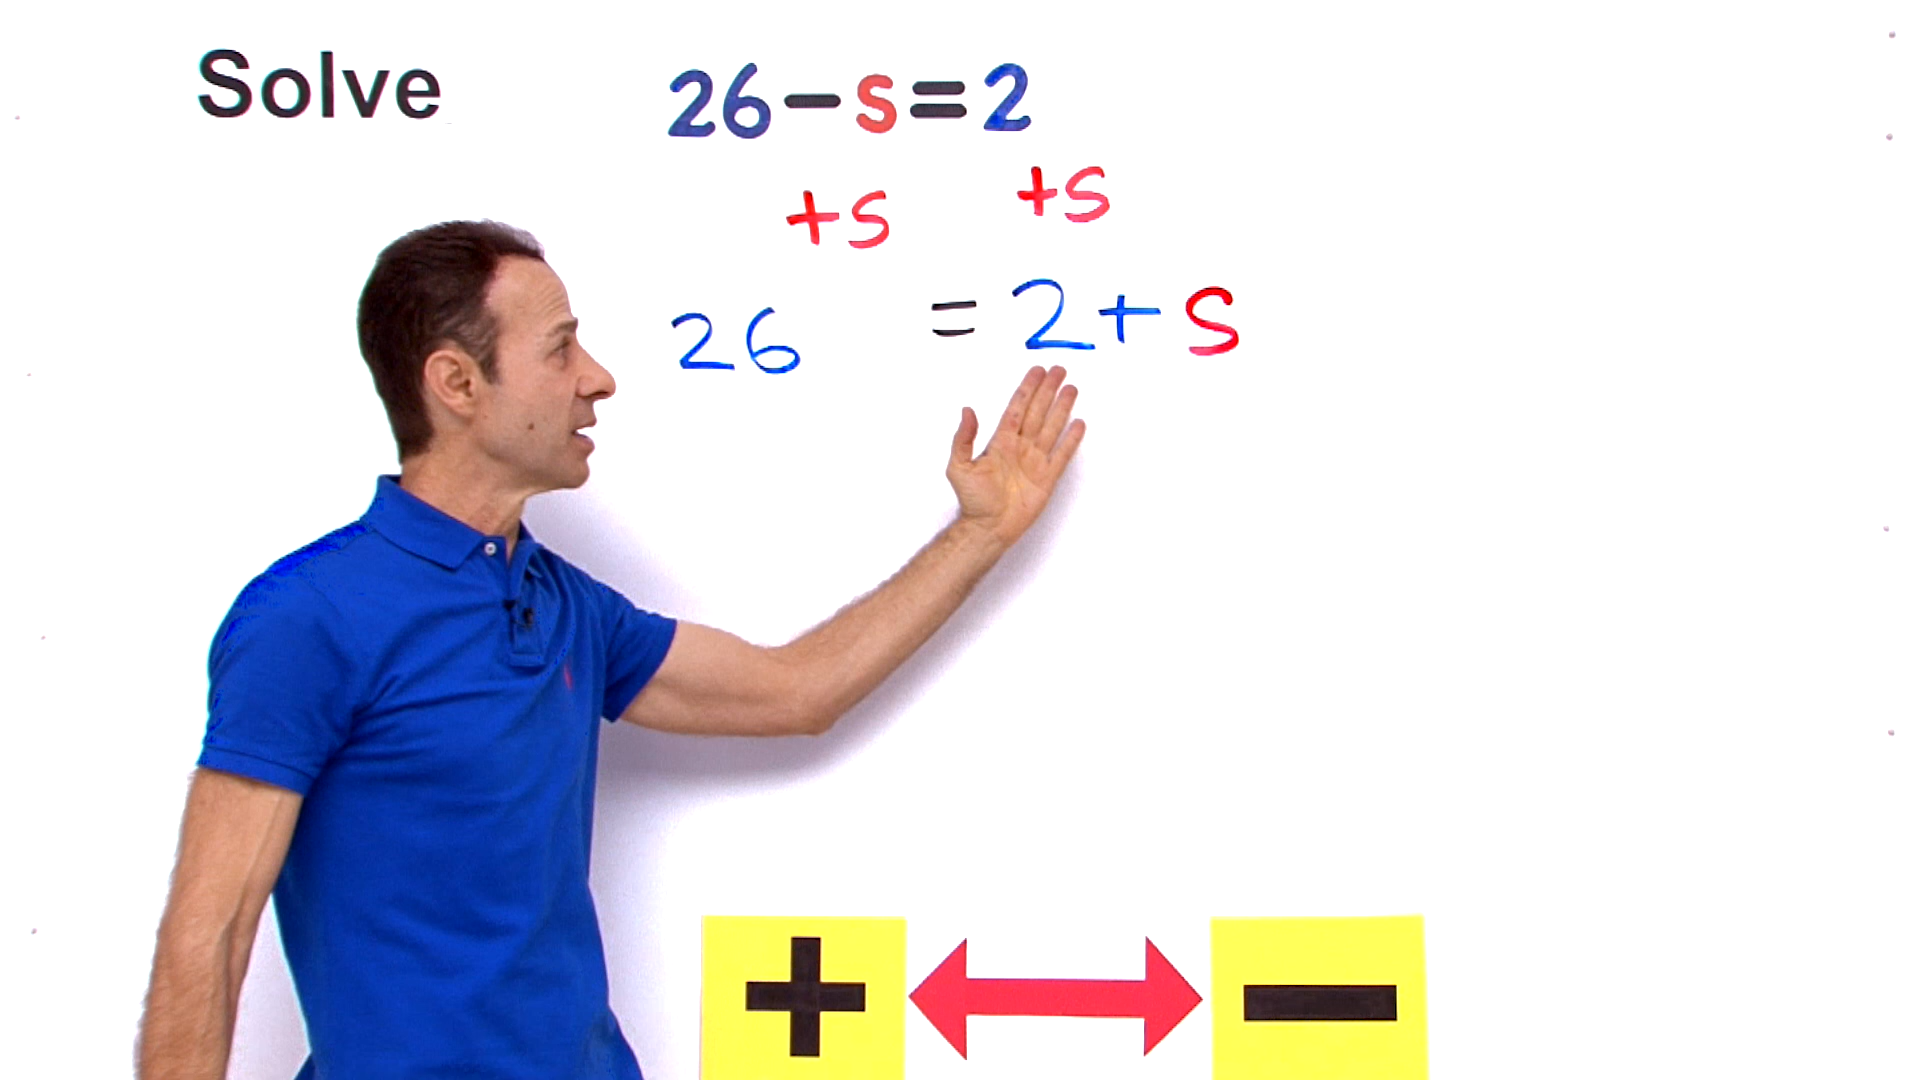 Solve 26-s=2
+s +s
26 = 2+s
+ -